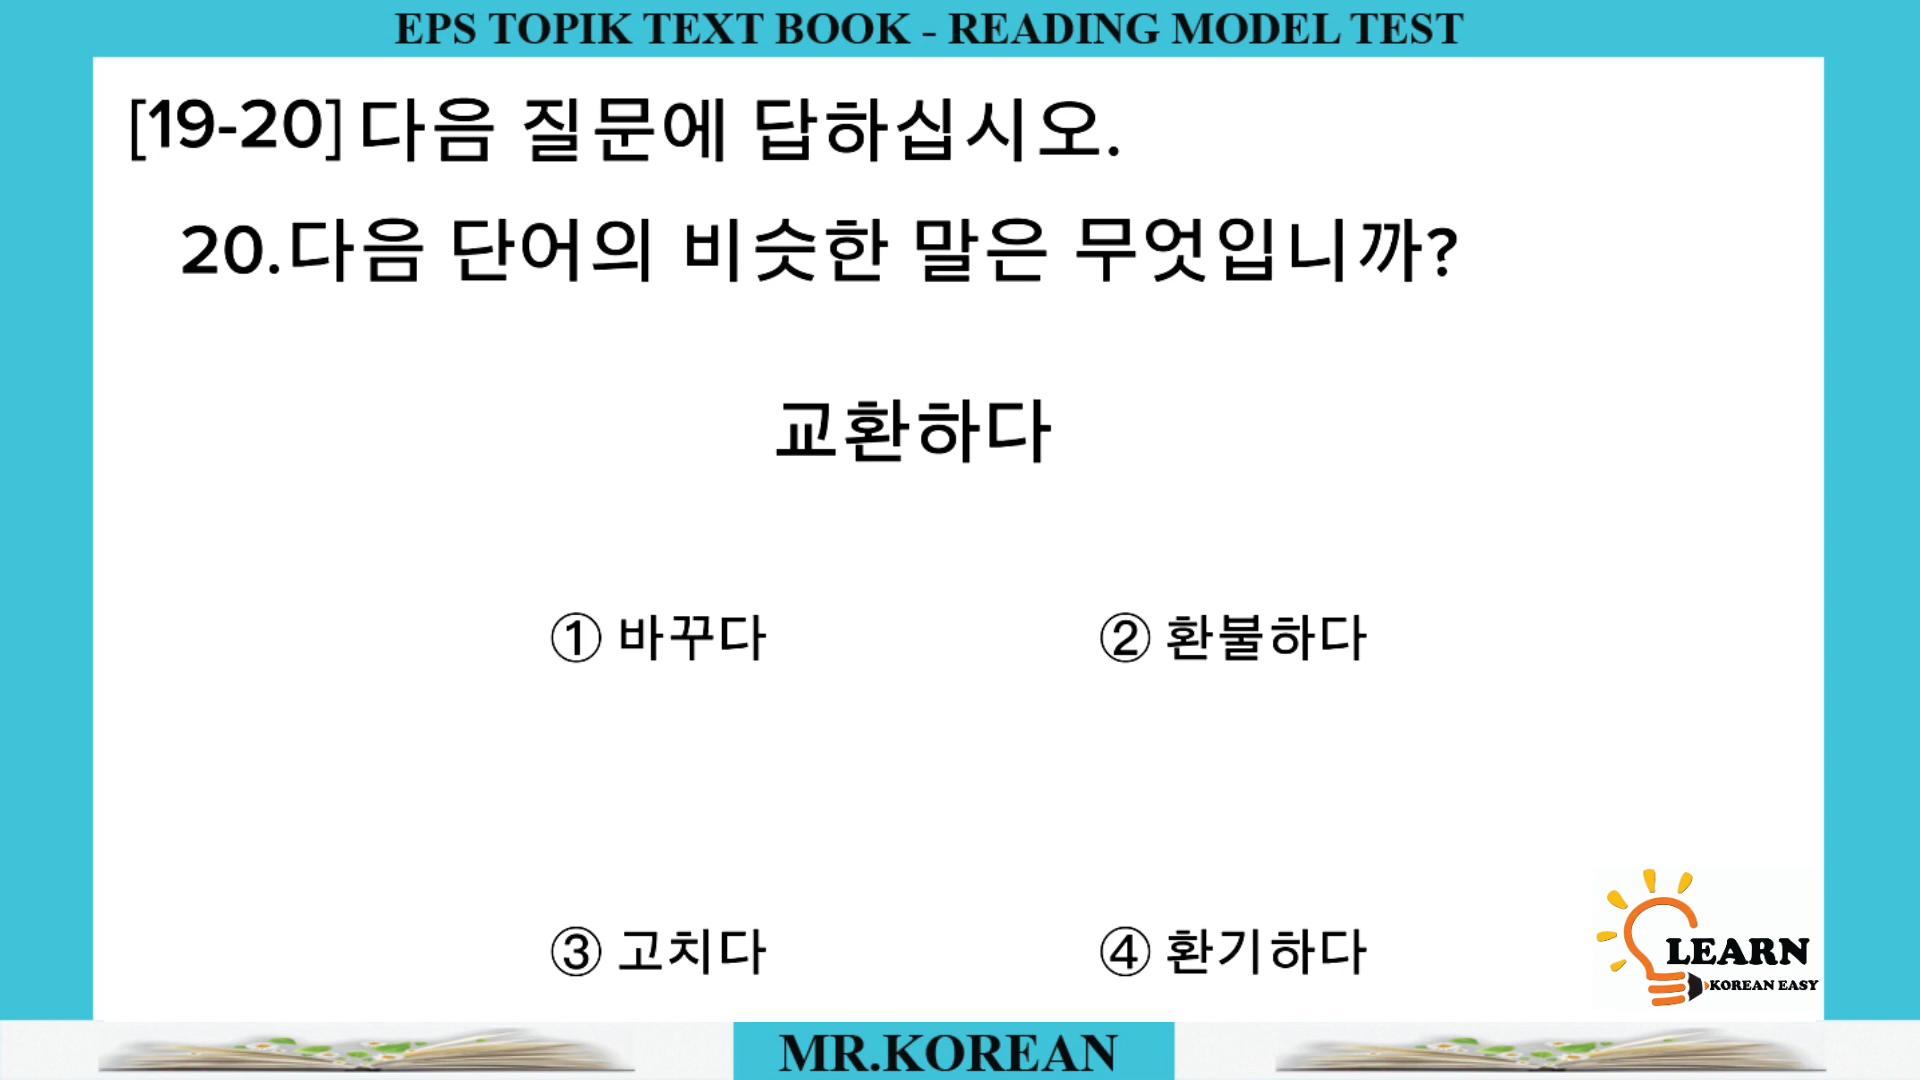 EPS TOPIK TEXT BOOK - READING MODEL TEST
[19-20] 다음 질문에 답하십시오.
20. 다음 단어의 비슷한 말은 무엇입니까?
교환하다
① 바꾸다 ② 환불하다
③ 고치다 ④ 환기하다
LEARN
KOREAN EASY
MR.KOREAN